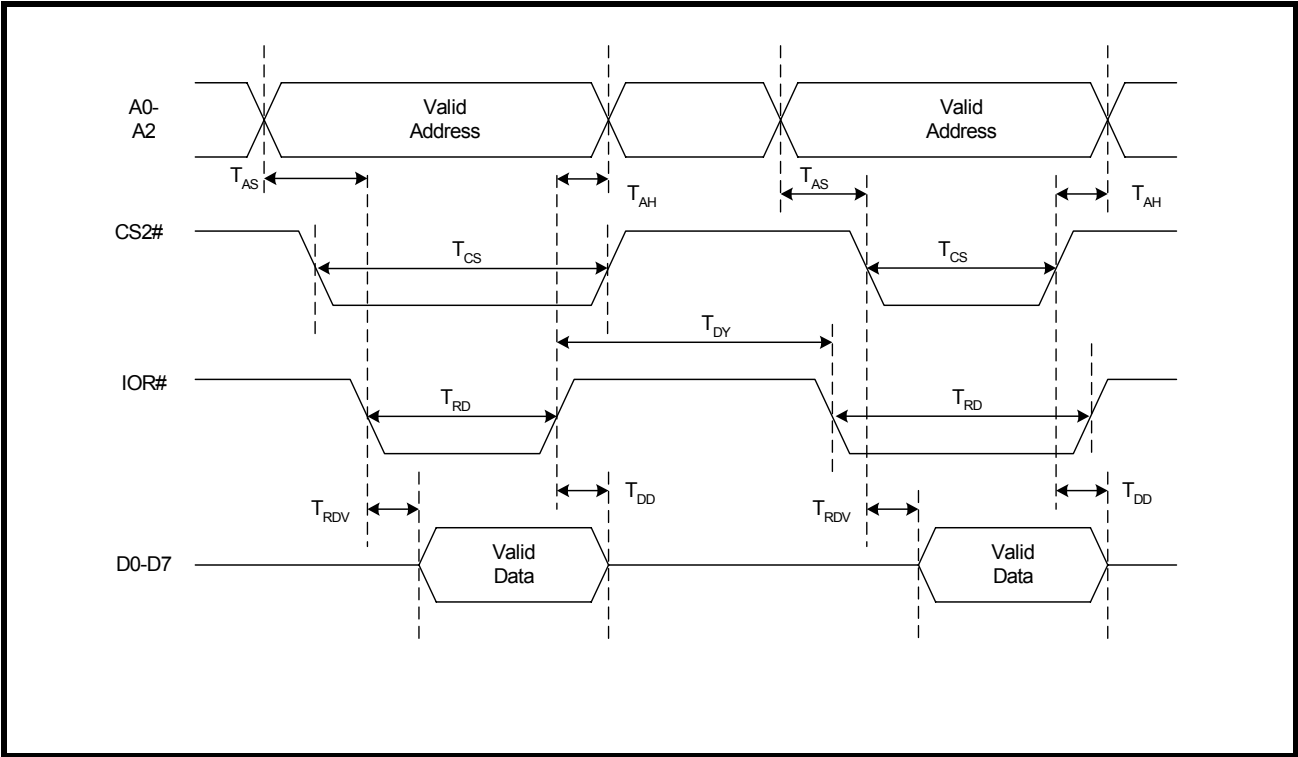 A0-
A2
Valid
Address
Valid
Address
TAS
TAH
TAS
TAH
CS2#
TCS
TCS
TDY
IOR#
TRD
TRD
TRDV
TDD
TRDV
TDD
D0-D7
Valid
Data
Valid
Data